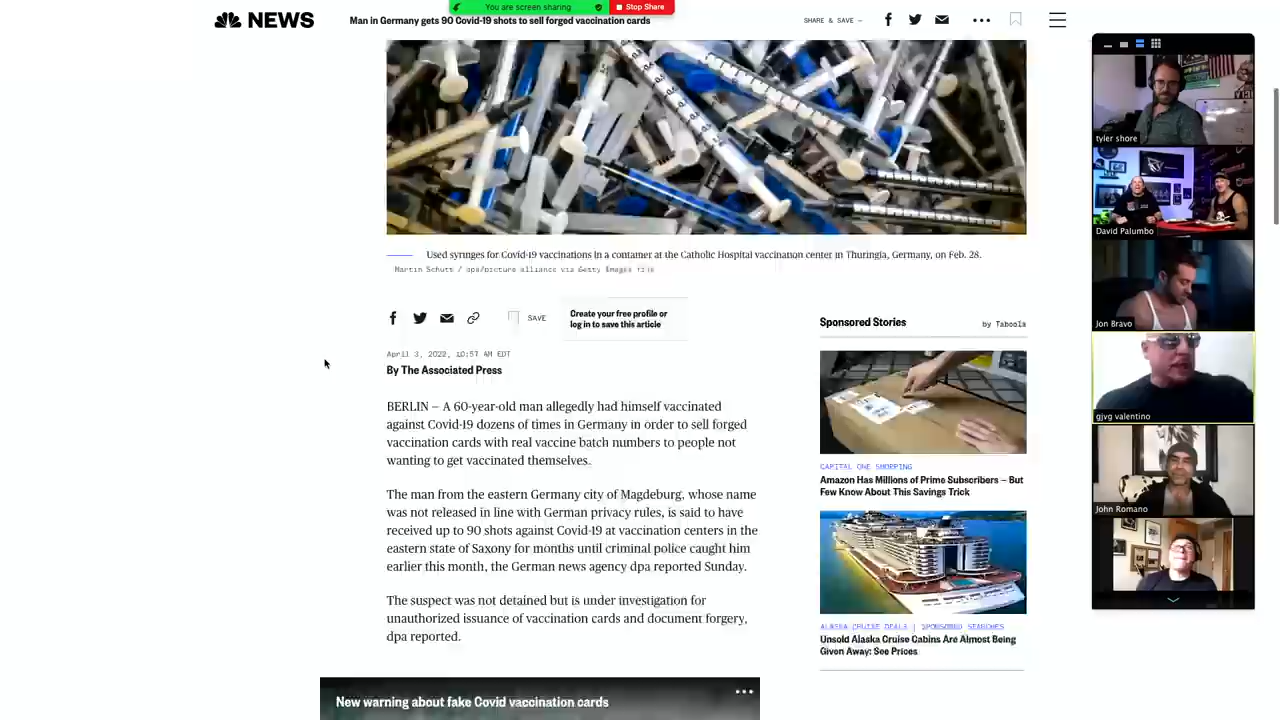 NEWS
Man in Germany gets 90 Covid-19 shots to sell forged vaccination cards
You are screen sharing
Stop Share
SHARE & SAVE —
Used syringes for Covid-19 vaccinations in a container at the Catholic Hospital vaccination center in Thuringia, Germany, on Feb. 28.
Martin Schutt / dpa/picture alliance via Getty Images file
SAVE
Create your free profile or
log in to save this article
April 3, 2022, 10:57 AM EDT
By The Associated Press
BERLIN — A 60-year-old man allegedly had himself vaccinated
against Covid-19 dozens of times in Germany in order to sell forged
vaccination cards with real vaccine batch numbers to people not
wanting to get vaccinated themselves.
The man from the eastern Germany city of Magdeburg, whose name
was not released in line with German privacy rules, is said to have
received up to 90 shots against Covid-19 at vaccination centers in the
eastern state of Saxony for months until criminal police caught him
earlier this month, the German news agency dpa reported Sunday.
The suspect was not detained but is under investigation for
unauthorized issuance of vaccination cards and document forgery,
dpa reported.
New warning about fake Covid vaccination cards
Sponsored Stories
by Taboola
CAPITAL ONE SHOPPING
Amazon Has Millions of Prime Subscribers – But
Few Know About This Savings Trick
ALASKA CRUISE DEALS | SPONSORED SEARCHES
Unsold Alaska Cruise Cabins Are Almost Being
Given Away: See Prices
tyler shore
David Palumbo
Jon Bravo
gjvg valentino
John Romano